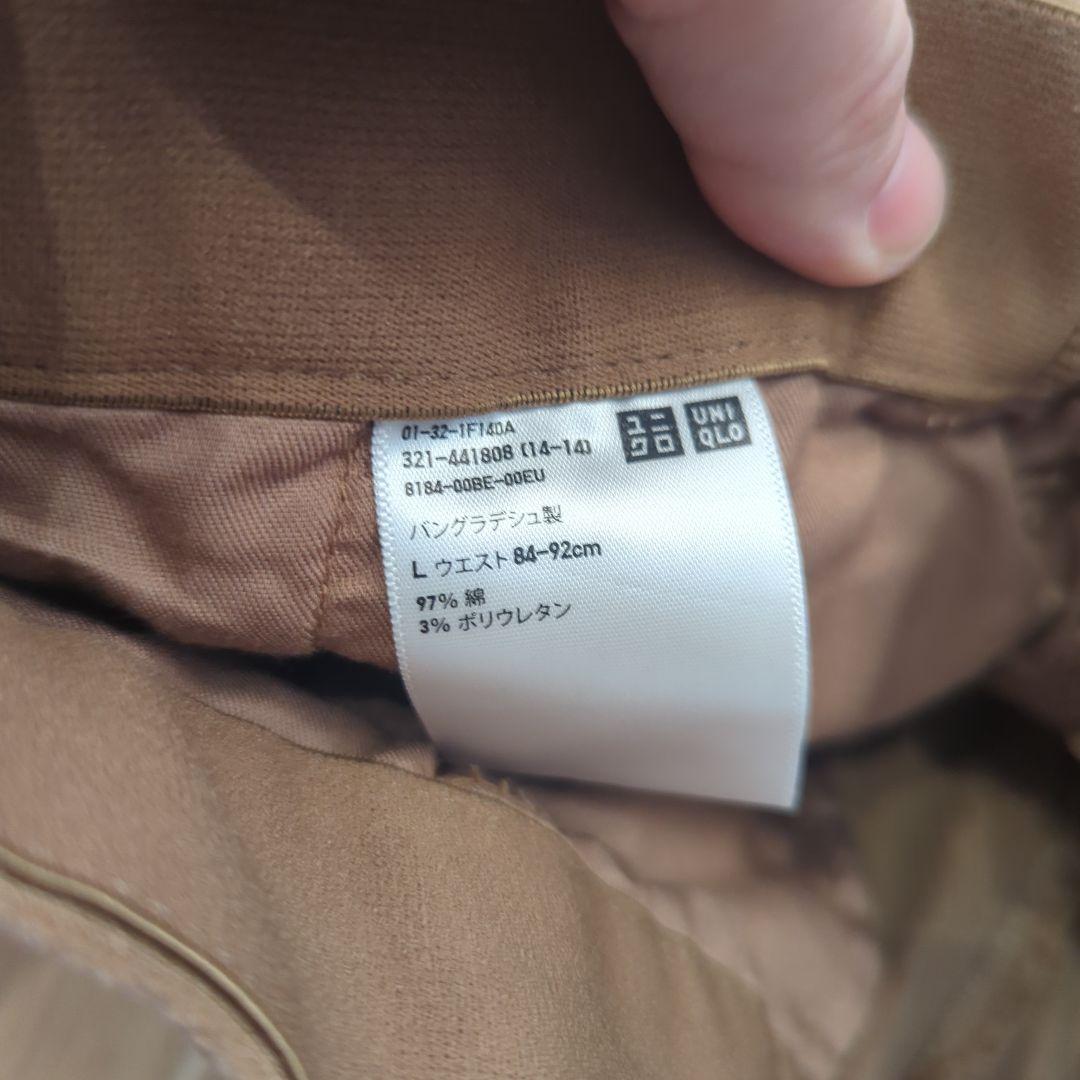 01-32-1F140A
321-441808 (14-14)
8184-00BE-00EU
ユニ
クロ
UNI
QLO
バングラデシュ製
L ウエスト 84-92cm
97% 綿
3% ポリウレタン